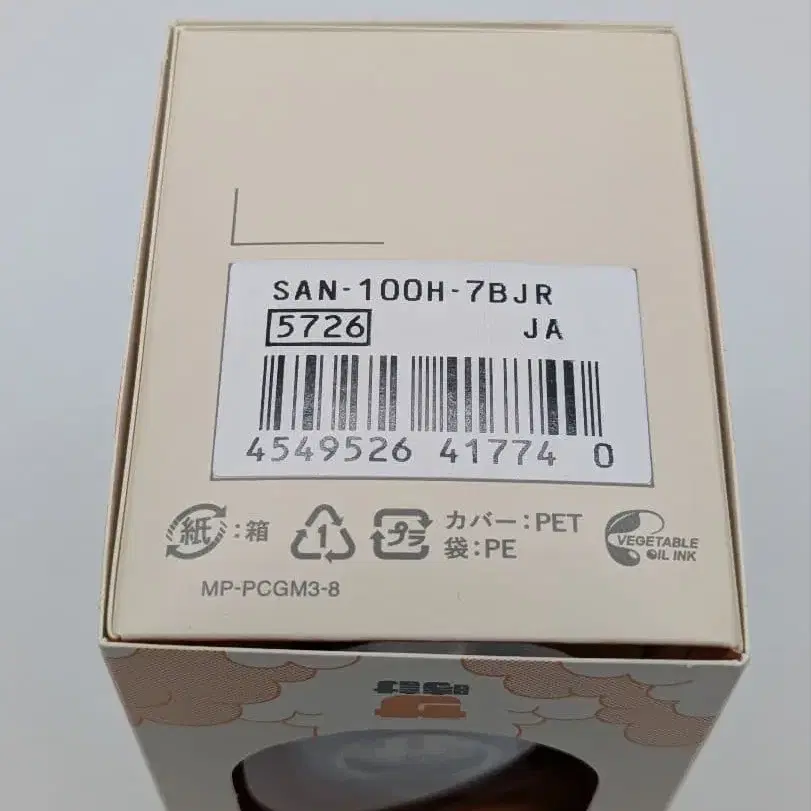 SAN-100H-7BJR
5726 JA
4549526 41774 0
紙:箱
1
プラ
カバー:PET
袋:PE
VEGETABLE
OIL INK
MP-PCGM3-8